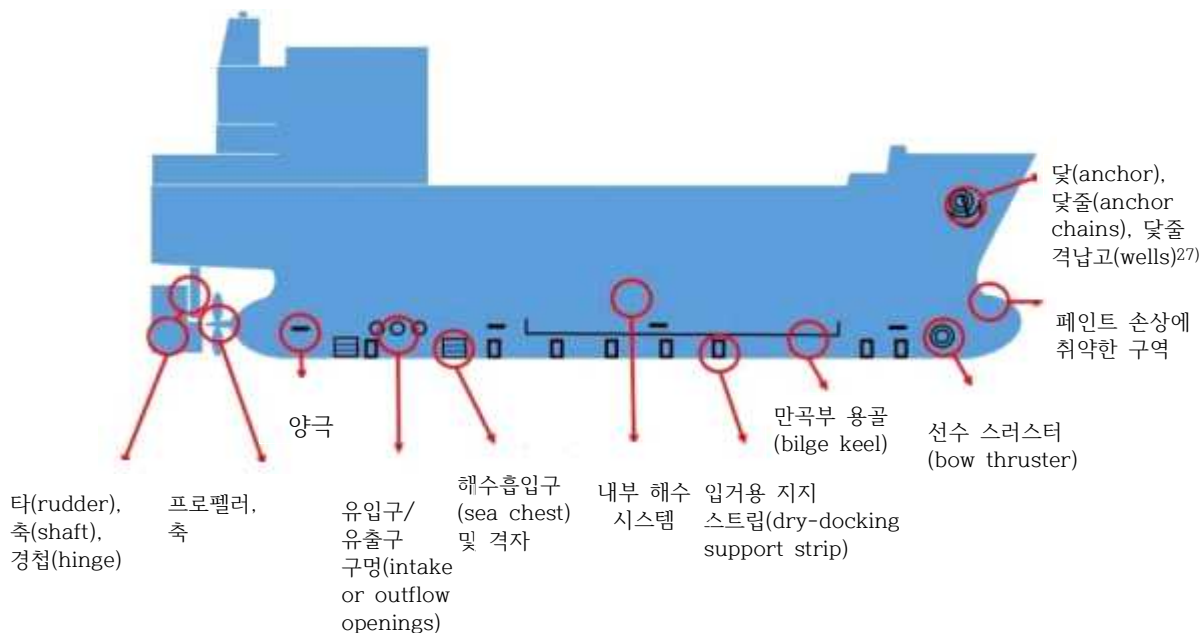 닻(anchor),
닻줄(anchor
chains), 닻줄
격납고(wells)27)
페인트 손상에
취약한 구역
양극
만곡부 용골
(bilge keel)
선수 스러스터
(bow thruster)
타(rudder),
축(shaft),
경첩(hinge)
프로펠러,
축
유입구/
유출구
구멍(intake
or outflow
openings)
해수흡입구
(sea chest)
및 격자
내부 해수
시스템
입거용 지지
스트립(dry-docking
support strip)